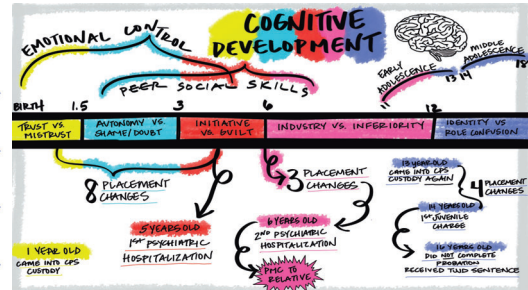 COGNITIVE
DEVELOPMENT
EMOTIONAL CONTROL
PEER SOCIAL SKILLS
EARLY
ADOLESCENCE
MIDDLE
ADOLESCENCE
BIRTH 1.5 3 6 11 12 13 14 18
TRUST VS.
MISTRUST
AUTONOMY VS.
SHAME/DOUBT
INITIATIVE
VS. GUILT
INDUSTRY VS. INFERIORITY
IDENTITY VS
ROLE CONFUSION
8 PLACEMENT
CHANGES
3 PLACEMENT
CHANGES
13 YEAR OLD
CAME INTO CPS
CUSTODY AGAIN
4 PLACEMENT
CHANGES
1 YEAR OLD
CAME INTO CPS
CUSTODY
5 YEARS OLD
1ST PSYCHIATRIC
HOSPITALIZATION
6 YEARS OLD
2ND PSYCHIATRIC
HOSPITALIZATION
PMC TO
RELATIVE
14 YEARS OLD
1ST JUVENILE
CHARGE
16 YEARS OLD
DID NOT COMPLETE
PROBATION
RECEIVED TWO SENTENCE